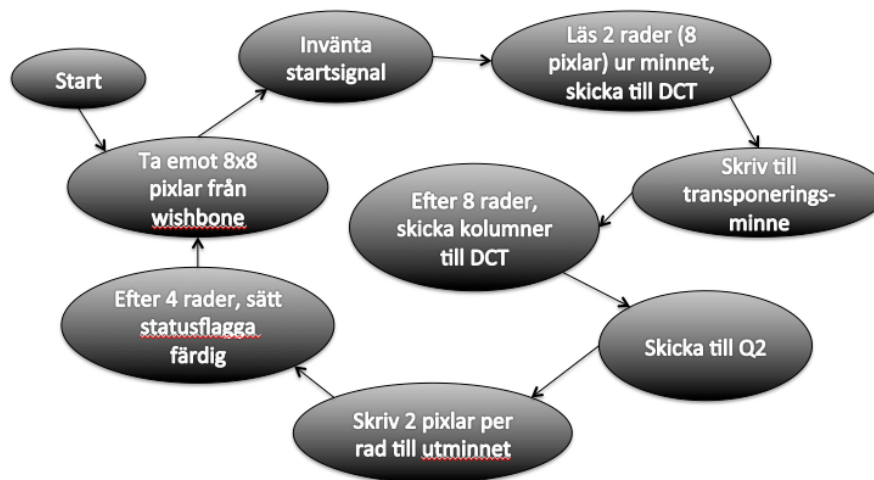 Start
Invänta
startsignal
Läs 2 rader (8
pixlar) ur minnet,
skicka till DCT
Skriv till
transponerings-
minne
Efter 8 rader,
skicka kolumner
till DCT
Skicka till Q2
Skriv 2 pixlar per
rad till utminnet
Efter 4 rader, sätt
statusflagga
färdig
Ta emot 8x8
pixlar från
wishbone